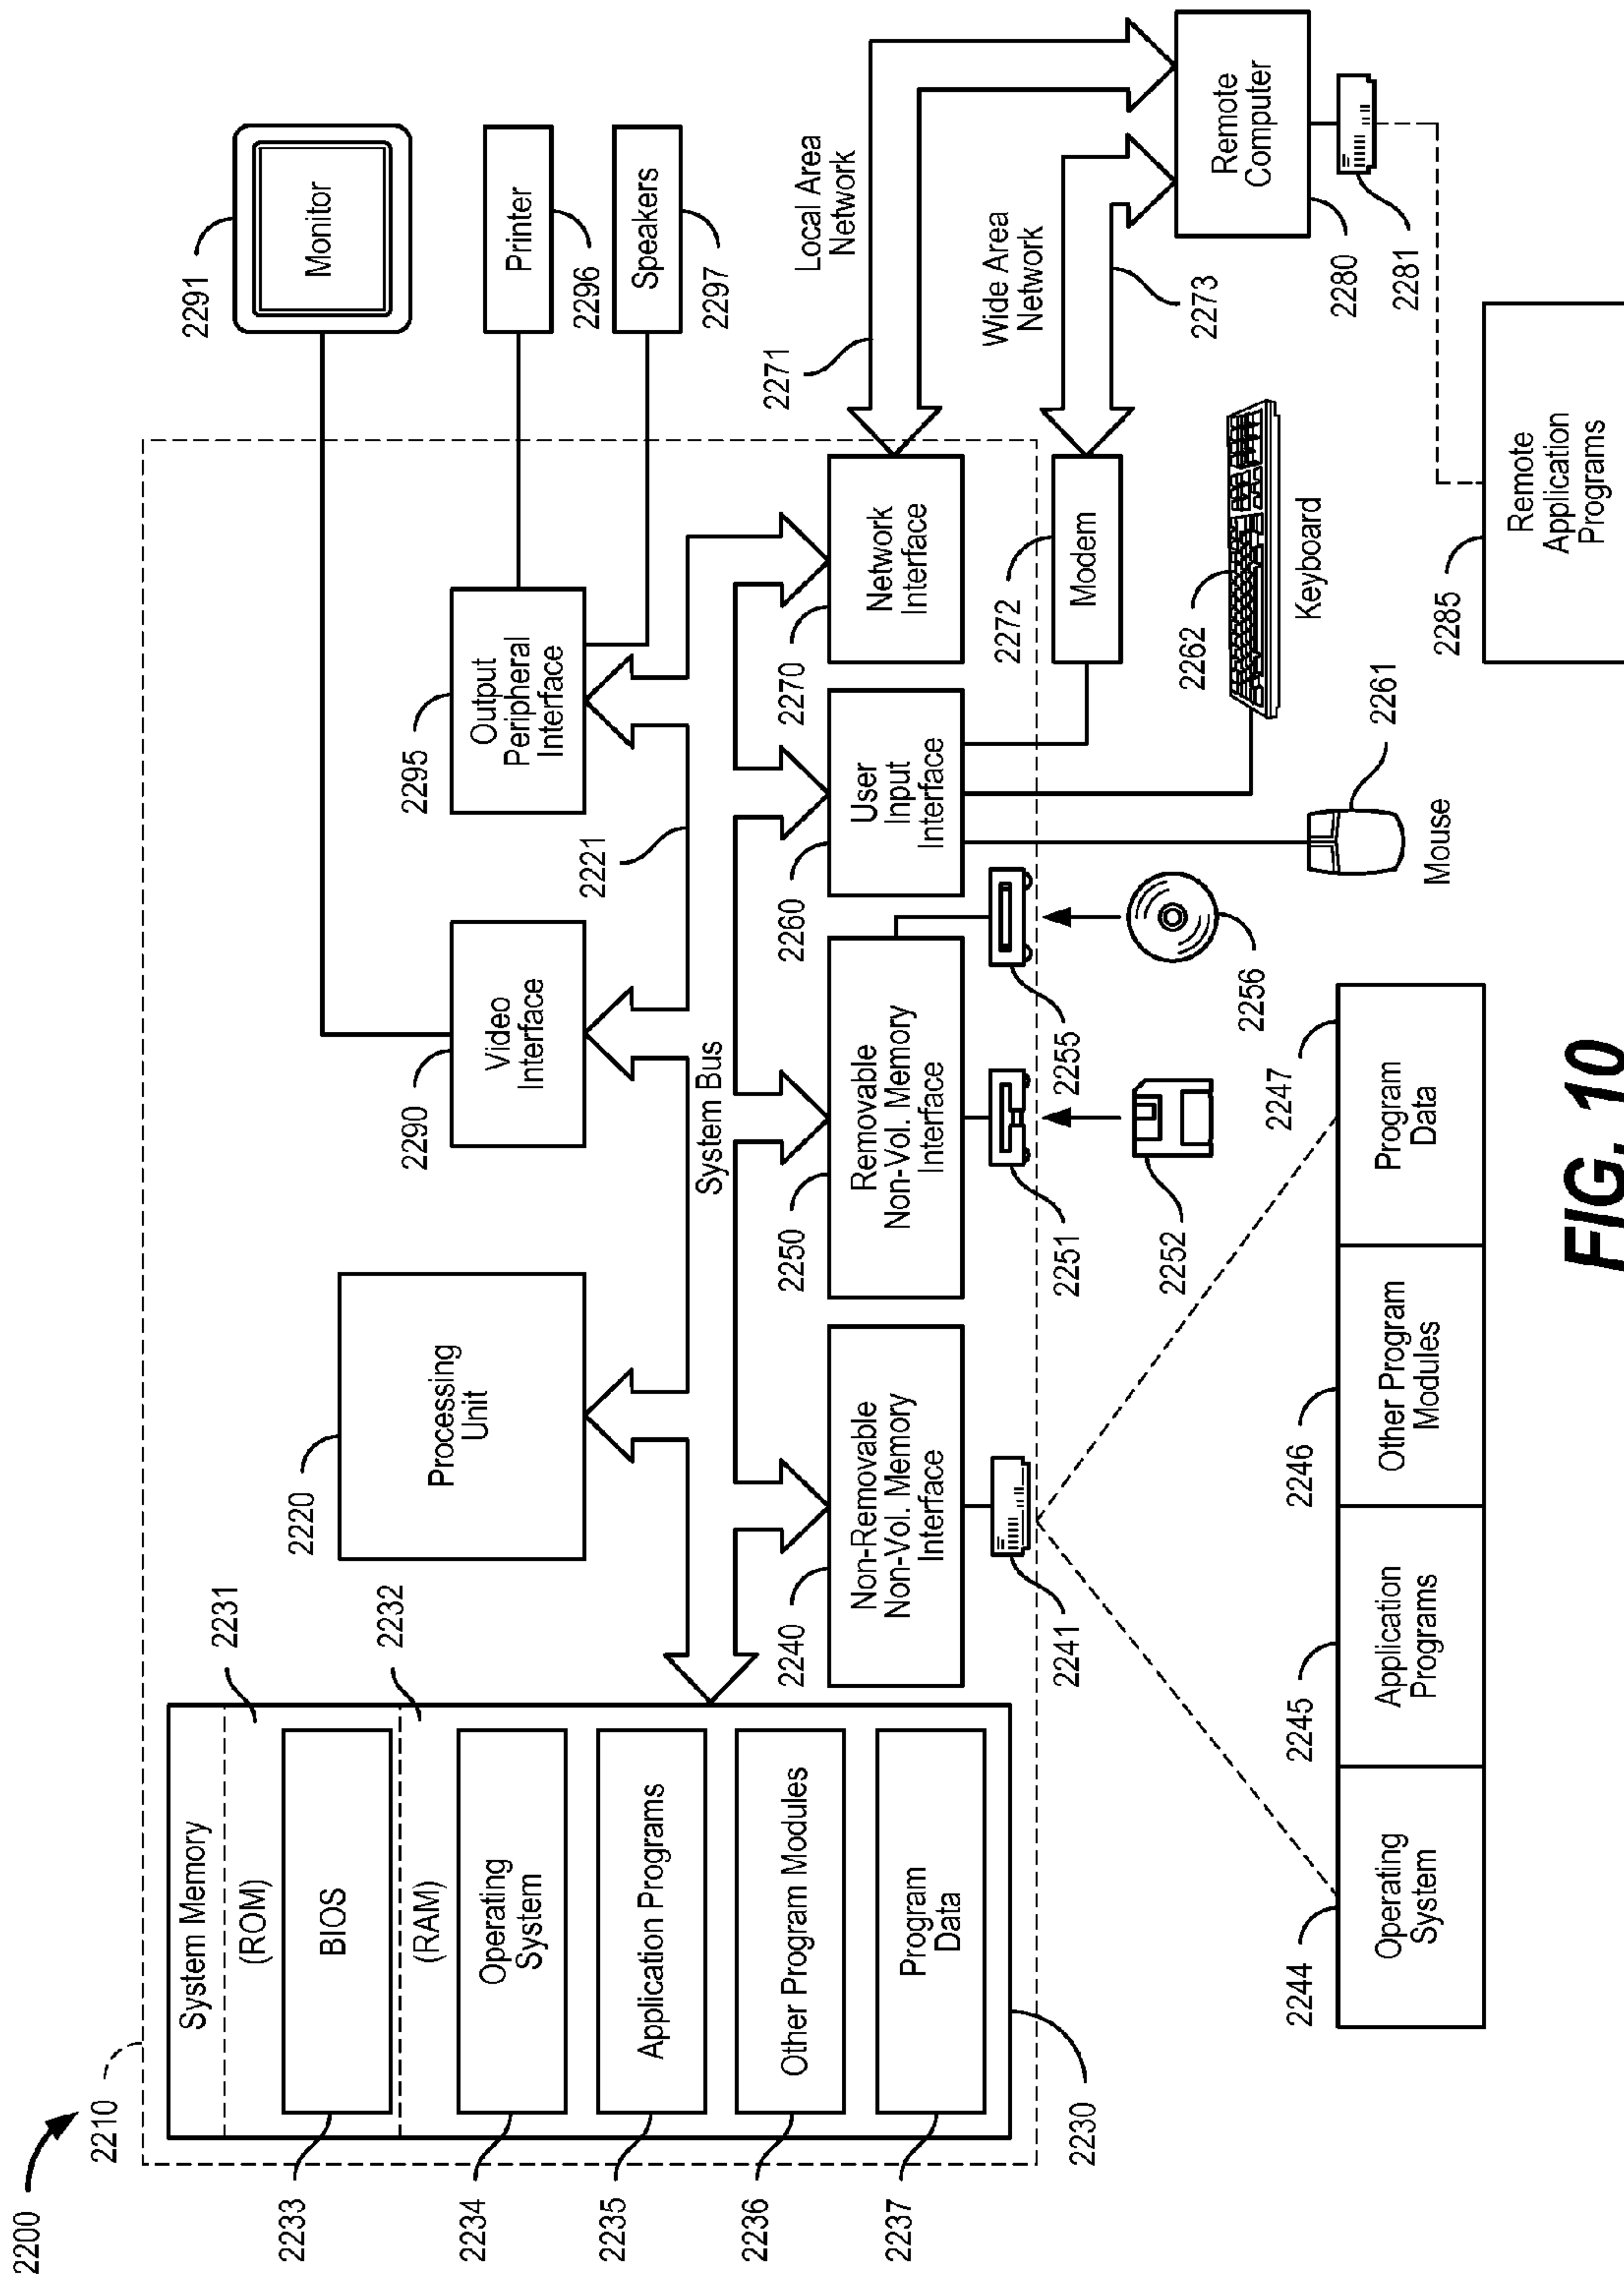 2200
2210
System Memory
(ROM)
2231
BIOS
2233
(RAM)
2232
Operating
System
2234
Application Programs
2235
Other Program Modules
2236
Program
Data
2237
2230
Processing
Unit
2220
Video
Interface
2290
Output
Peripheral
Interface
2295
Monitor
2291
Printer
2296
Speakers
2297
System Bus
2221
Non-Removable
Non-Vol. Memory
Interface
2240
Removable
Non-Vol. Memory
Interface
2250
User
Input
Interface
2260
Network
Interface
2270
Local Area
Network
2271
Wide Area
Network
2273
Modem
2272
2241
2251
2255
2252
2256
Mouse
2261
Keyboard
2262
Remote
Computer
2280
2281
Operating
System
2244
Application
Programs
2245
Other Program
Modules
2246
Program
Data
2247
Remote
Application
Programs
2285
FIG. 10